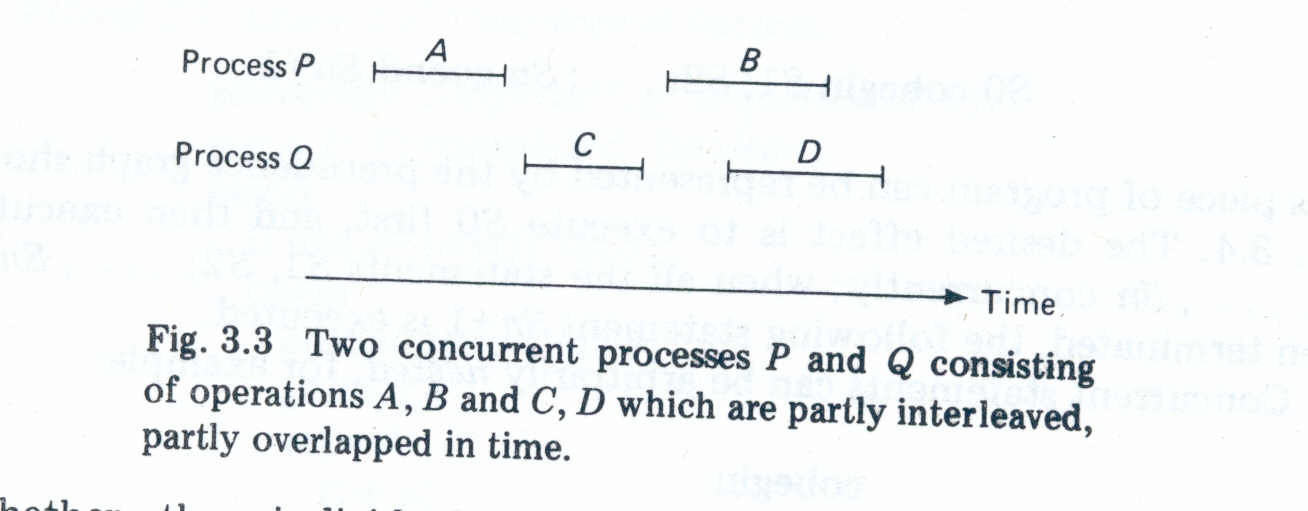 Process P
A
B
Process Q
C
D
Time
Fig. 3.3 Two concurrent processes P and Q consisting
of operations A, B and C, D which are partly interleaved,
partly overlapped in time.